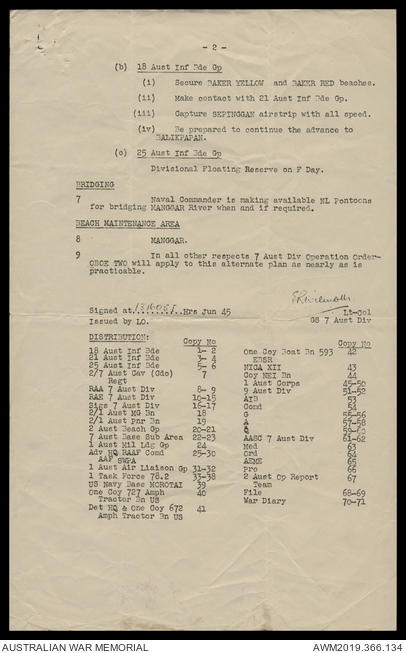 - 2 -
(b) 18 Aust Inf Bde Gp
(i) Secure BAKER YELLOW and BAKER RED beaches.
(ii) Make contact with 21 Aust Inf Bde Gp.
(iii) Capture SEPINGGAN airstrip with all speed.
(iv) Be prepared to continue the advance to
BALIKPAPAN.
(c) 25 Aust Inf Bde Gp
Divisional Floating Reserve on F Day.
BRIDGING
7 Naval Commander is making available NL Pontoons
for bridging MANGGAR River when and if required.
BEACH MAINTENANCE AREA
8 MANGGAR.
9 In all other respects 7 Aust Div Operation Order
OBOE TWO will apply to this alternate plan as nearly as is
practicable.
Signed at Hrs Jun 45 Lt-Col
Issued by LO. GS 7 Aust Div
DISTRIBUTION:
Copy No
18 Aust Inf Bde 1- 2
21 Aust Inf Bde 3- 4
25 Aust Inf Bde 5- 6
2/7 Aust Cav (Cdo) 7
Regt
RAA 7 Aust Div 8- 9
RAE 7 Aust Div 10-15
Sigs 7 Aust Div 16-17
2/1 Aust MG Bn 18
2/1 Aust Pnr Bn 19
2 Aust Beach Gp 20-21
7 Aust Base Sub Area 22-23
1 Aust Mil Ldg Gp 24
Adv HQ RAAF Comd 25-30
AAF SWPA
1 Aust Air Liaison Gp 31-32
1 Task Force 78.2 33-38
US Navy Base MOROTAI 39
One Coy 727 Amph 40
Tractor Bn US
Det HQ & One Coy 672 41
Amph Tractor Bn US
Copy No
One Coy Boat Bn 593 42
EBSR
NICA XII 43
Coy NEI Bn 44
1 Aust Corps 45-50
9 Aust Div 51-52
AIB 53
Comd 54
G 55-56
A 57-58
Q 59-60
AASC 7 Aust Div 61-62
Med 63
Ord 64
AEME 65
Pro 66
2 Aust Op Report 67
Team
File 68-69
War Diary 70-71
AUSTRALIAN WAR MEMORIAL
AWM2019.366.134